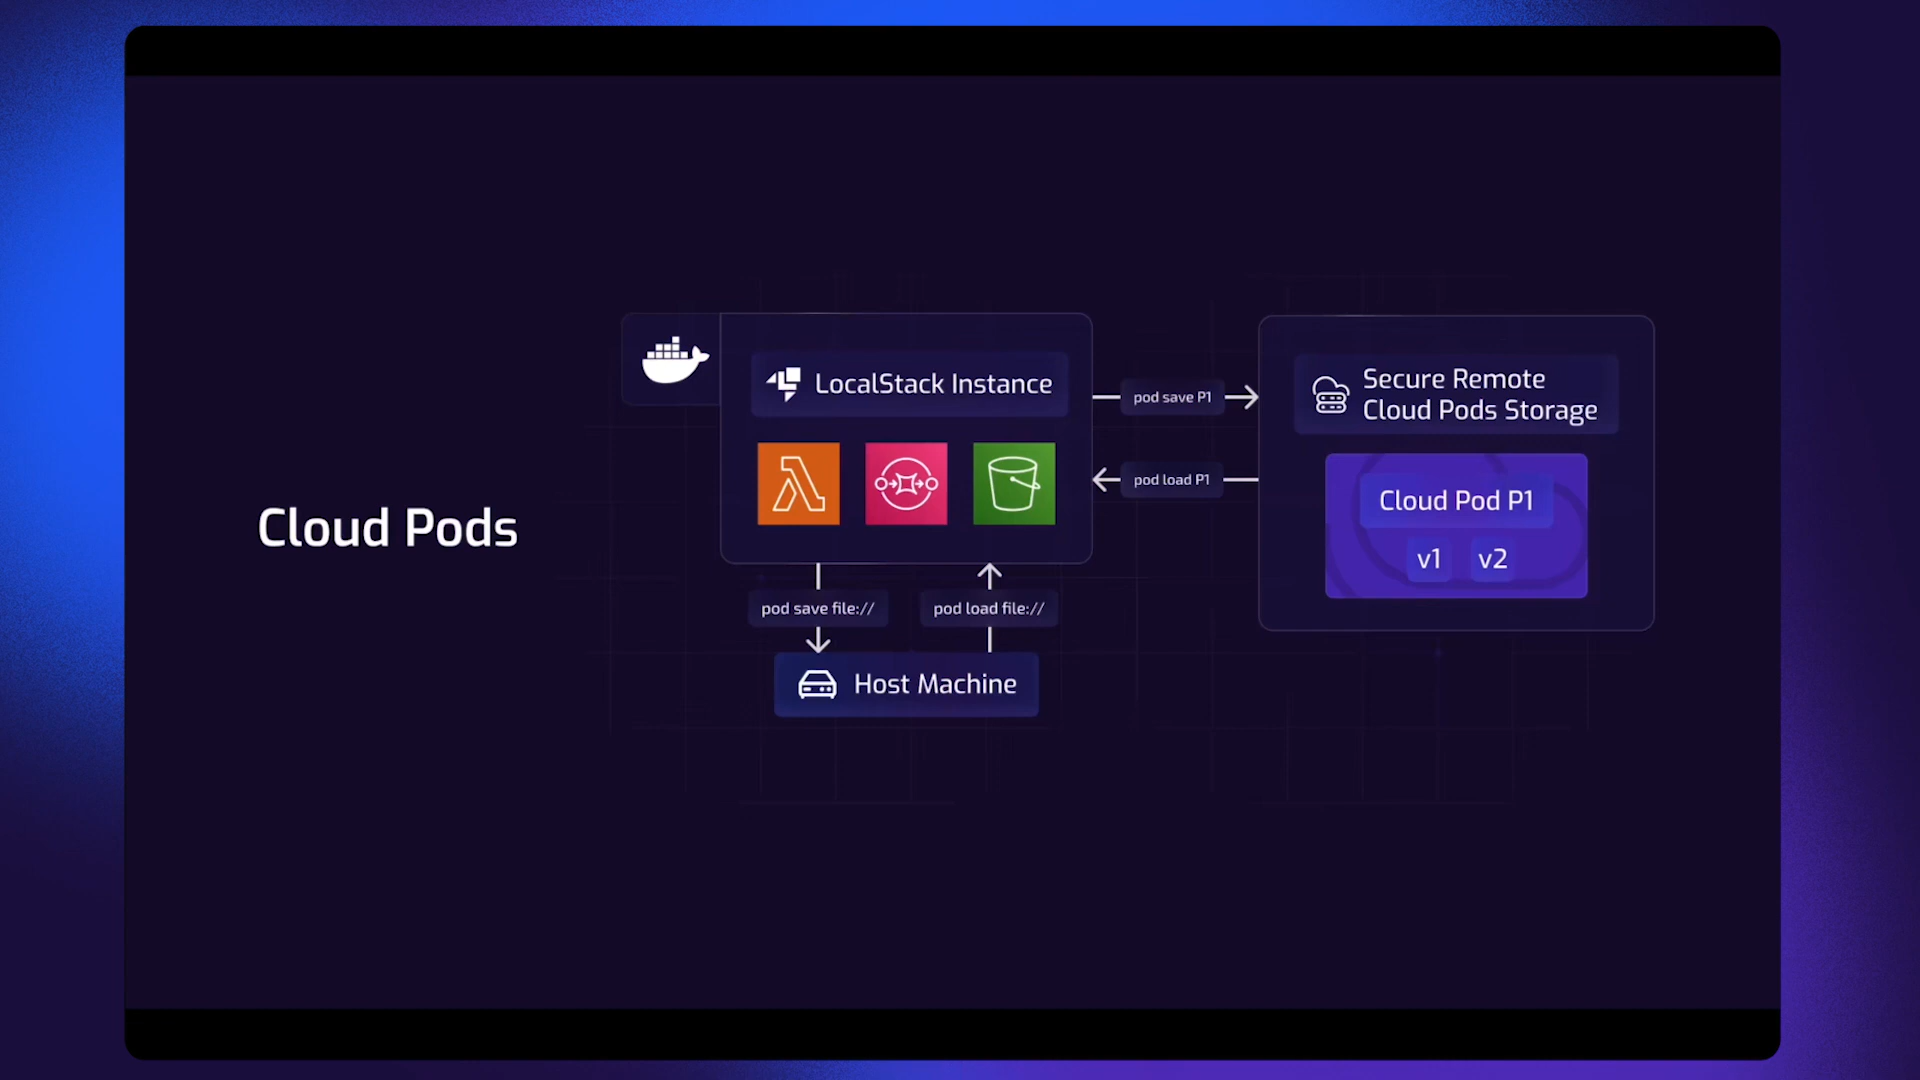 Cloud Pods
LocalStack Instance
pod save P1
pod load P1
Secure Remote
Cloud Pods Storage
Cloud Pod P1
v1 v2
pod save file://
pod load file://
Host Machine